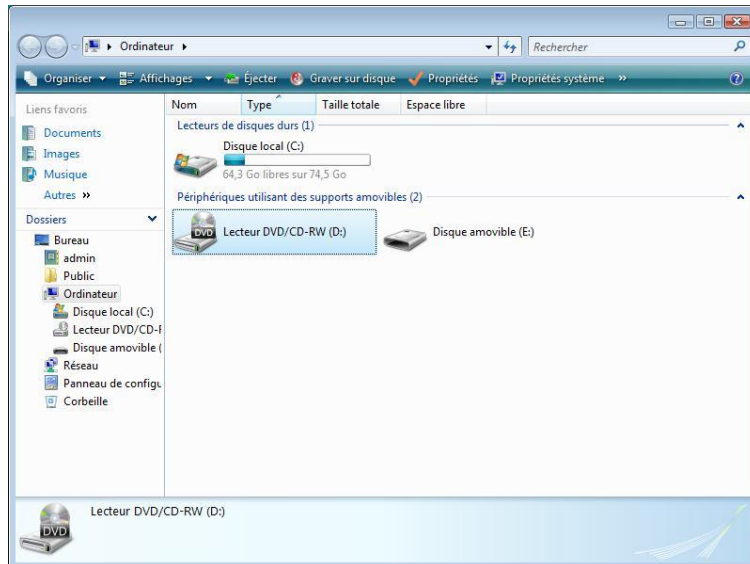 Ordinateur
Rechercher
Organiser Affichages Éjecter Graver sur disque Propriétés Propriétés système »
Liens favoris
Documents
Images
Musique
Autres »
Dossiers
Bureau
admin
Public
Ordinateur
Disque local (C:)
Lecteur DVD/CD-R
Disque amovible (
Réseau
Panneau de configu
Corbeille
Nom Type Taille totale Espace libre
Lecteurs de disques durs (1)
Disque local (C:)
64,3 Go libres sur 74,5 Go
Périphériques utilisant des supports amovibles (2)
DVD
Lecteur DVD/CD-RW (D:)
Disque amovible (E:)
Lecteur DVD/CD-RW (D:)
DVD